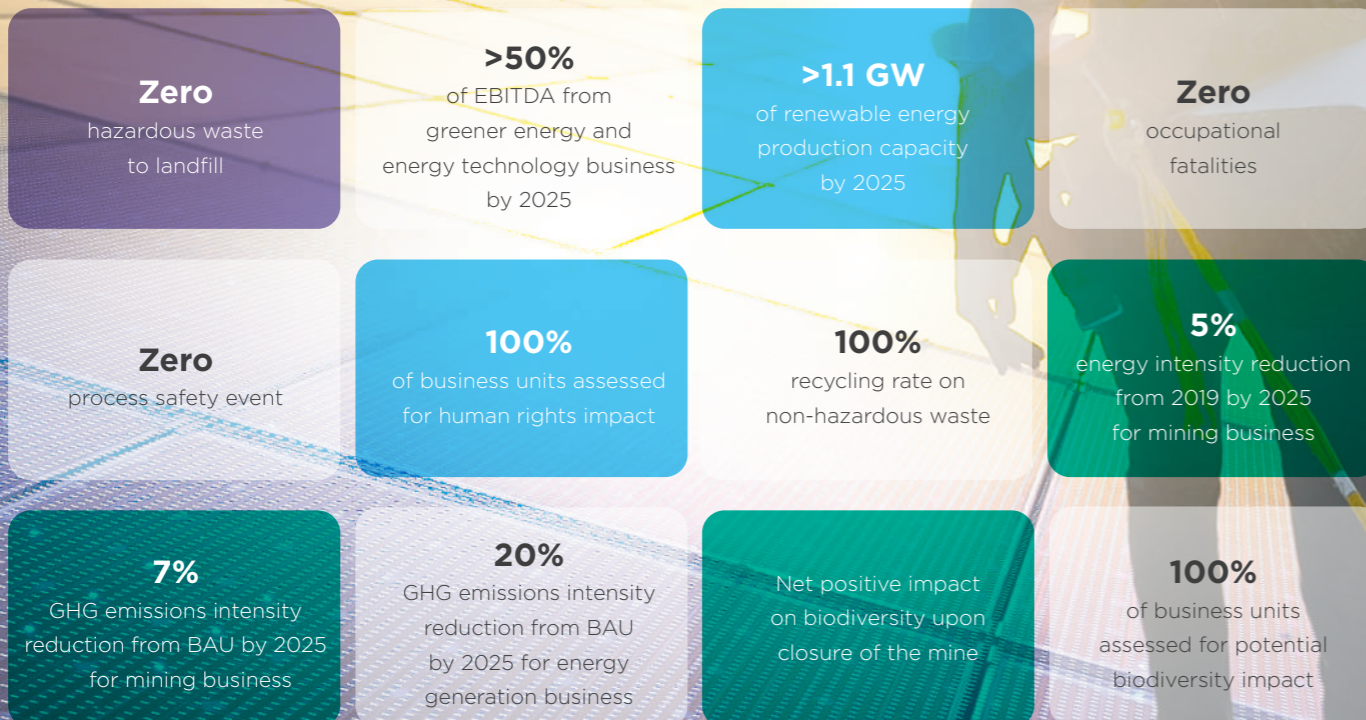 Zero
hazardous waste
to landfill
>50%
of EBITDA from
greener energy and
energy technology business
by 2025
>1.1 GW
of renewable energy
production capacity
by 2025
Zero
occupational
fatalities
Zero
process safety event
100%
of business units assessed
for human rights impact
100%
recycling rate on
non-hazardous waste
5%
energy intensity reduction
from 2019 by 2025
for mining business
7%
GHG emissions intensity
reduction from BAU by 2025
for mining business
20%
GHG emissions intensity
reduction from BAU
by 2025 for energy
generation business
Net positive impact
on biodiversity upon
closure of the mine
100%
of business units
assessed for potential
biodiversity impact